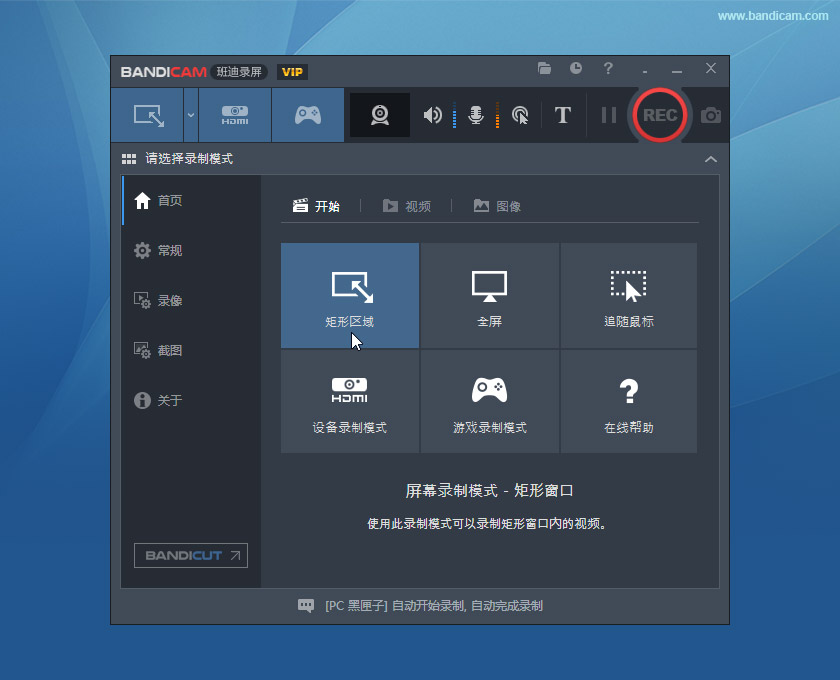 www.bandicam.com
BANDICAM 班迪录屏 VIP
HDMI T REC
请选择录制模式
首页
常规
录像
截图
关于
BANDICUT
开始 视频 图像
矩形区域 全屏 追随鼠标
HDMI
设备录制模式 游戏录制模式 在线帮助
屏幕录制模式 - 矩形窗口
使用此录制模式可以录制矩形窗口内的视频。
[PC 黑匣子] 自动开始录制, 自动完成录制